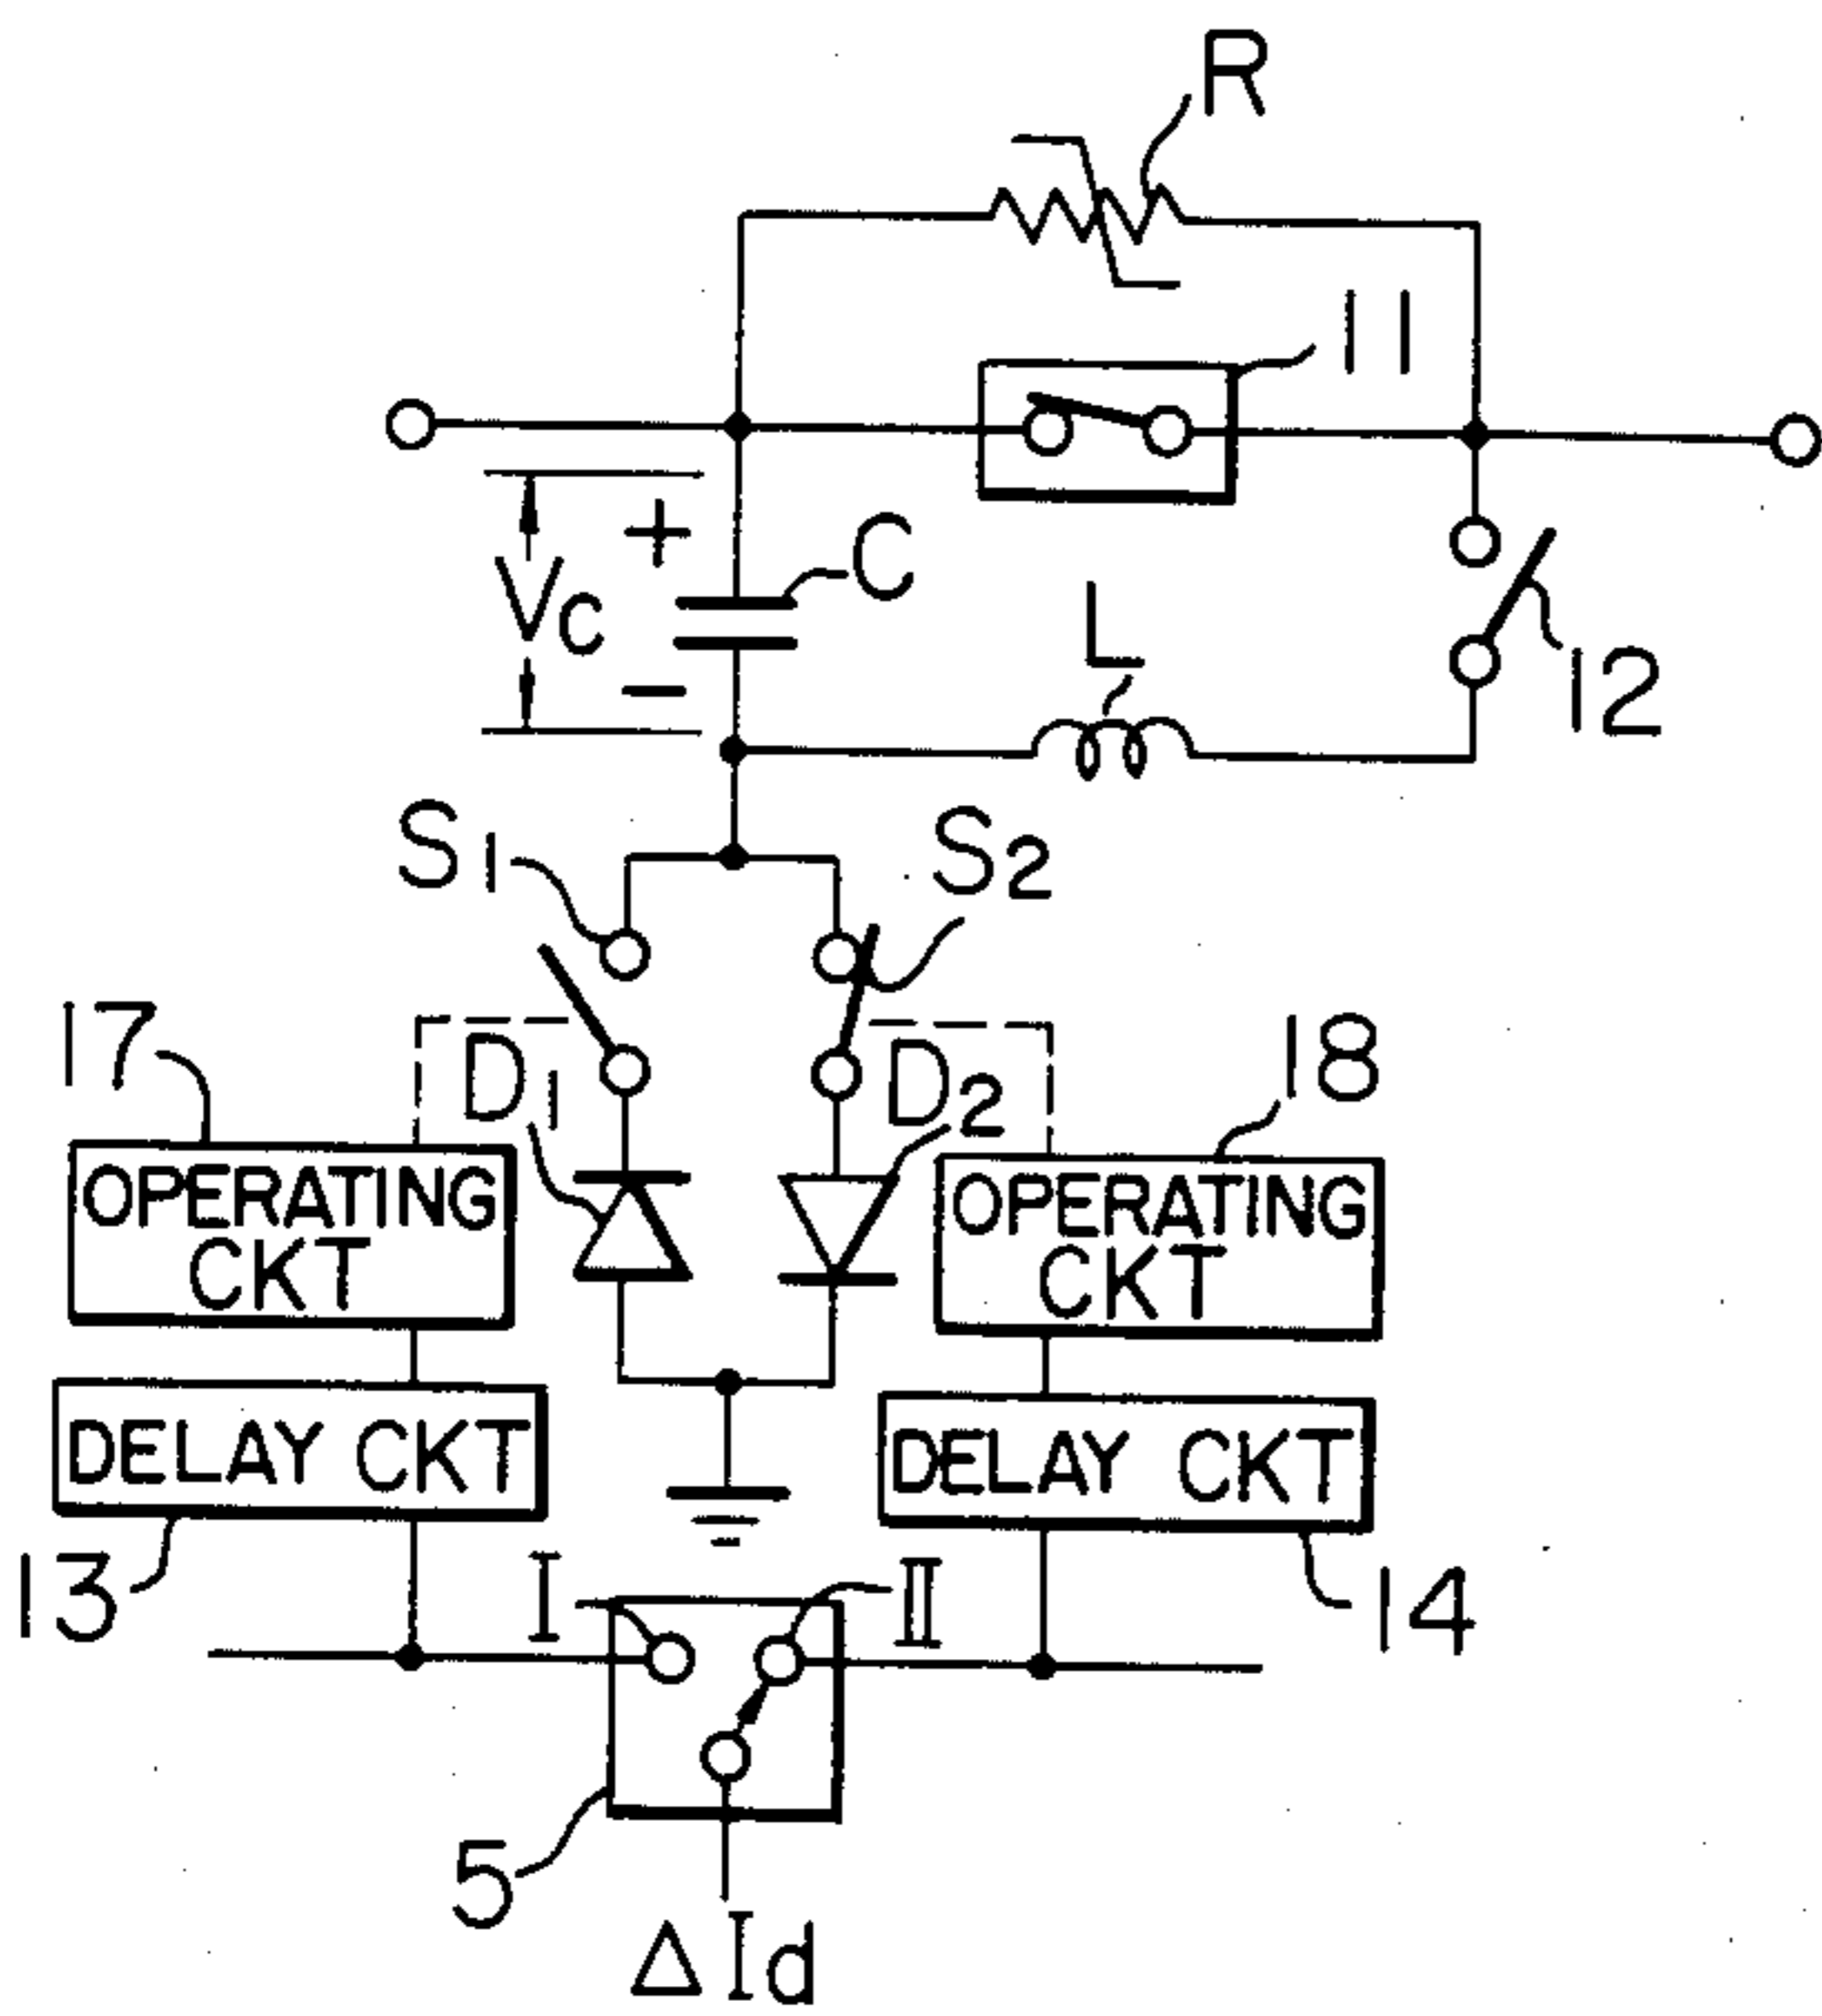 R
11
+
C
Vc
L
12
−
S1
S2
17
D1
D2
18
OPERATING
CKT
OPERATING
CKT
DELAY CKT
DELAY CKT
13
I
II
14
5
ΔId